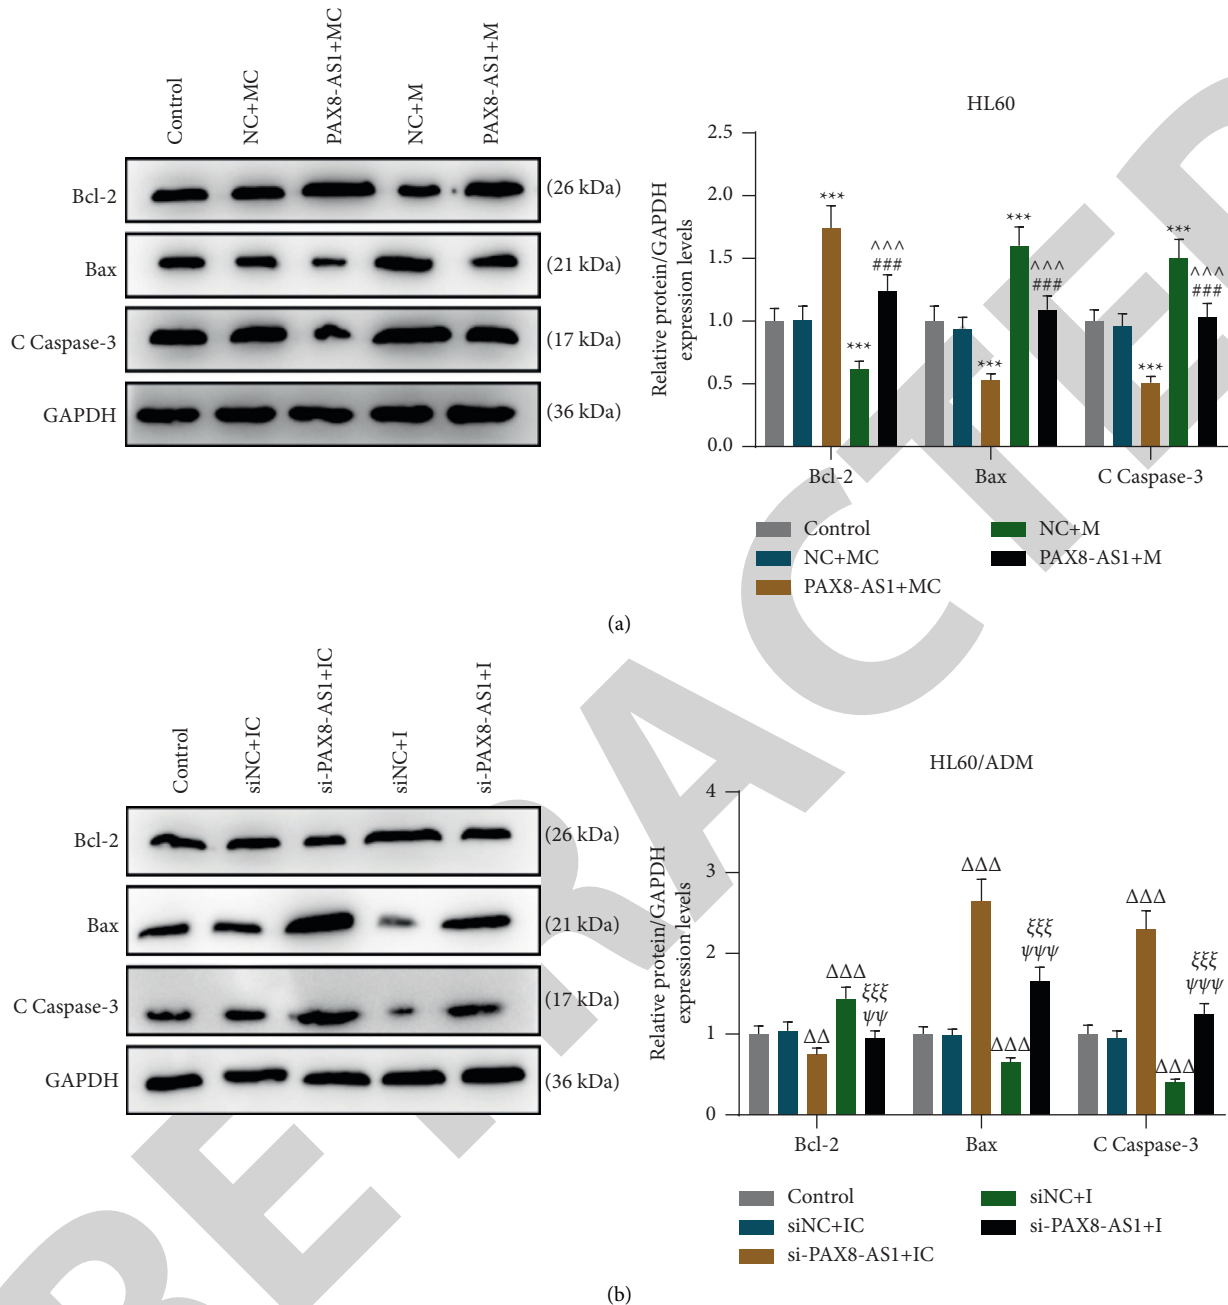 Control
NC+MC
PAX8-AS1+MC
NC+M
PAX8-AS1+M
Bcl-2
(26 kDa)
Bax
(21 kDa)
C Caspase-3
(17 kDa)
GAPDH
(36 kDa)
HL60
Relative protein/GAPDH
expression levels
2.5
2.0
1.5
1.0
0.5
0.0
***
***
^^^
###
***
***
^^^
###
***
***
^^^
###
Bcl-2
Bax
C Caspase-3
Control
NC+M
NC+MC
PAX8-AS1+M
PAX8-AS1+MC
(a)
Control
siNC+IC
si-PAX8-AS1+IC
siNC+I
si-PAX8-AS1+I
Bcl-2
(26 kDa)
Bax
(21 kDa)
C Caspase-3
(17 kDa)
GAPDH
(36 kDa)
HL60/ADM
Relative protein/GAPDH
expression levels
4
3
2
1
0
ΔΔ
ΔΔΔ
ξξξ
ψψ
ΔΔΔ
ΔΔΔ
ξξξ
ψψψ
ΔΔΔ
ΔΔΔ
ξξξ
ψψψ
Bcl-2
Bax
C Caspase-3
Control
siNC+I
siNC+IC
si-PAX8-AS1+I
si-PAX8-AS1+IC
(b)
RETRACTED